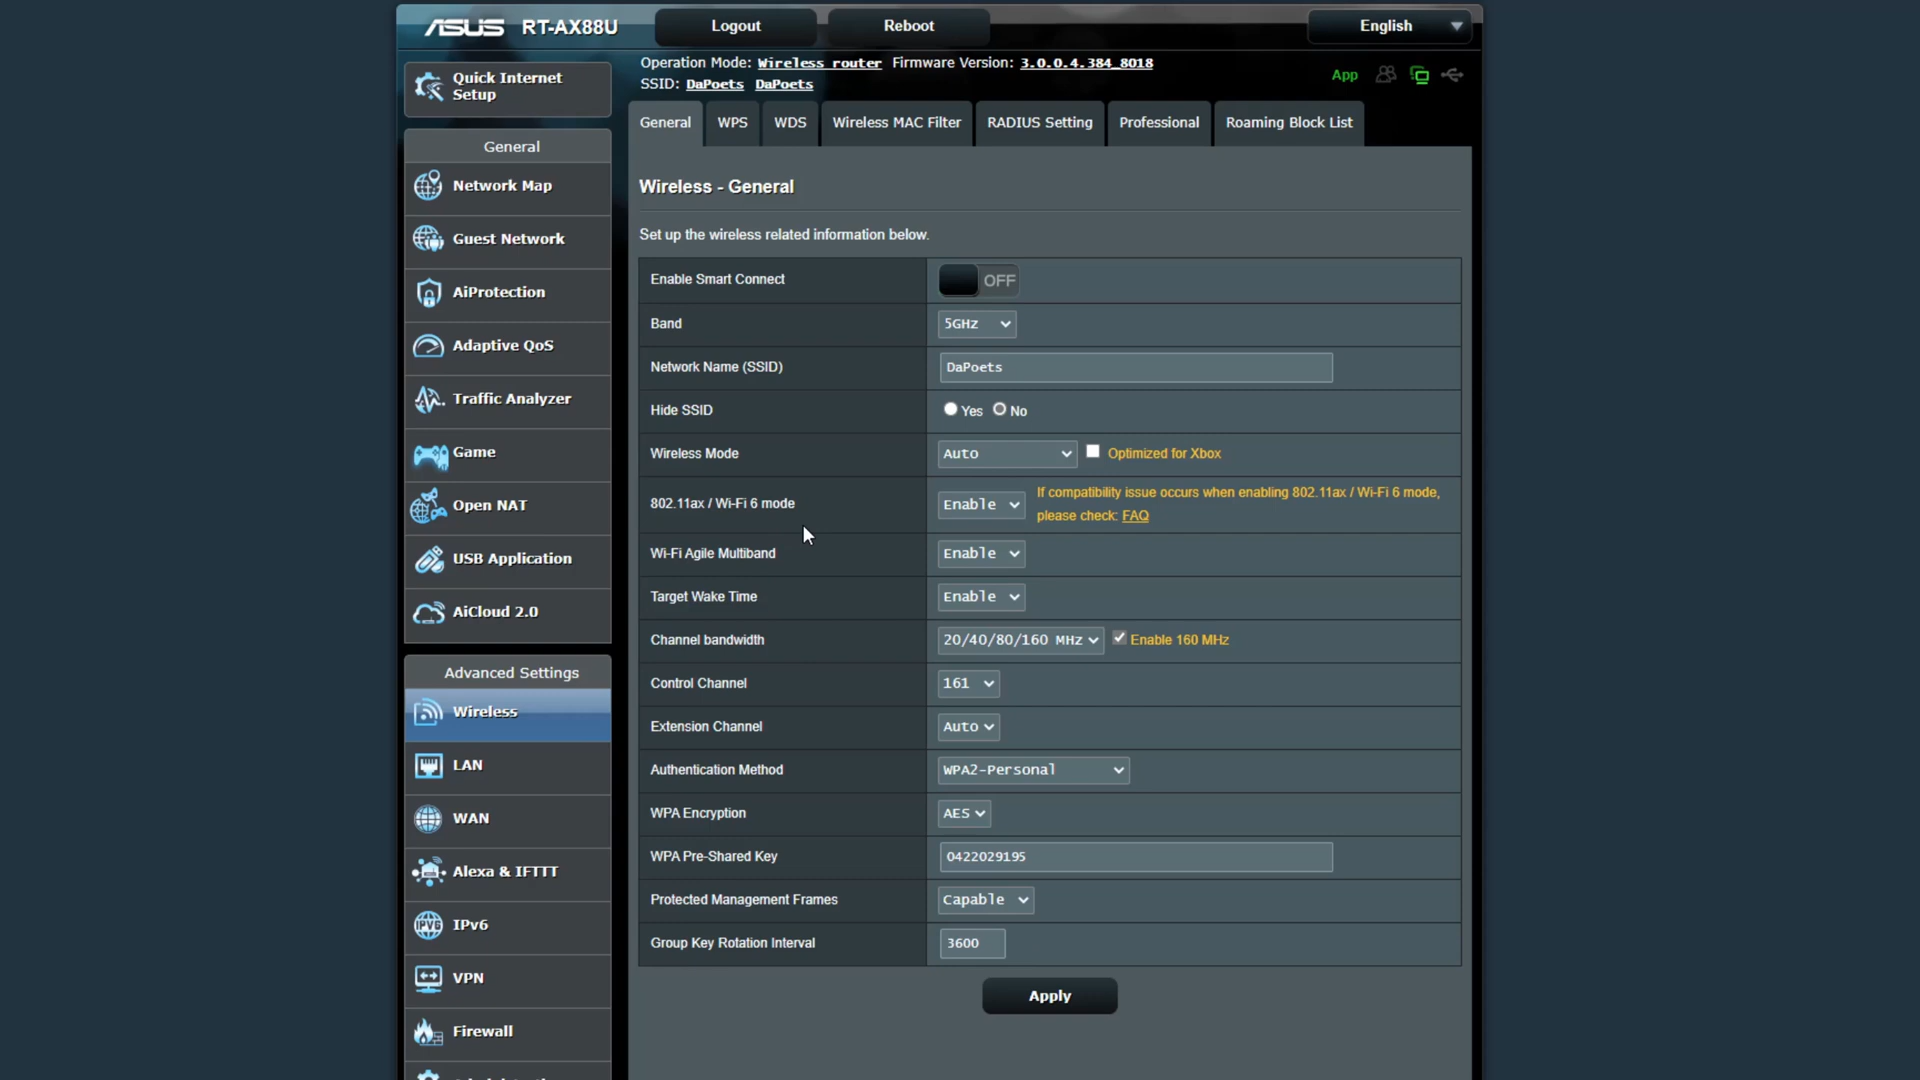 ASUS RT-AX88U Logout Reboot English
Operation Mode: Wireless router Firmware Version: 3.0.0.4.384_8018
SSID: DaPoets DaPoets
App
Quick Internet
Setup
General
Network Map
Guest Network
AiProtection
Adaptive QoS
Traffic Analyzer
Game
Open NAT
USB Application
AiCloud 2.0
Advanced Settings
Wireless
LAN
WAN
Alexa & IFTTT
IPv6
VPN
Firewall
General WPS WDS Wireless MAC Filter RADIUS Setting Professional Roaming Block List
Wireless - General
Set up the wireless related information below.
Enable Smart Connect OFF
Band 5GHz
Network Name (SSID) DaPoets
Hide SSID Yes No
Wireless Mode Auto Optimized for Xbox
802.11ax / Wi-Fi 6 mode Enable If compatibility issue occurs when enabling 802.11ax / Wi-Fi 6 mode,
please check: FAQ
Wi-Fi Agile Multiband Enable
Target Wake Time Enable
Channel bandwidth 20/40/80/160 MHz Enable 160 MHz
Control Channel 161
Extension Channel Auto
Authentication Method WPA2-Personal
WPA Encryption AES
WPA Pre-Shared Key 0422029195
Protected Management Frames Capable
Group Key Rotation Interval 3600
Apply